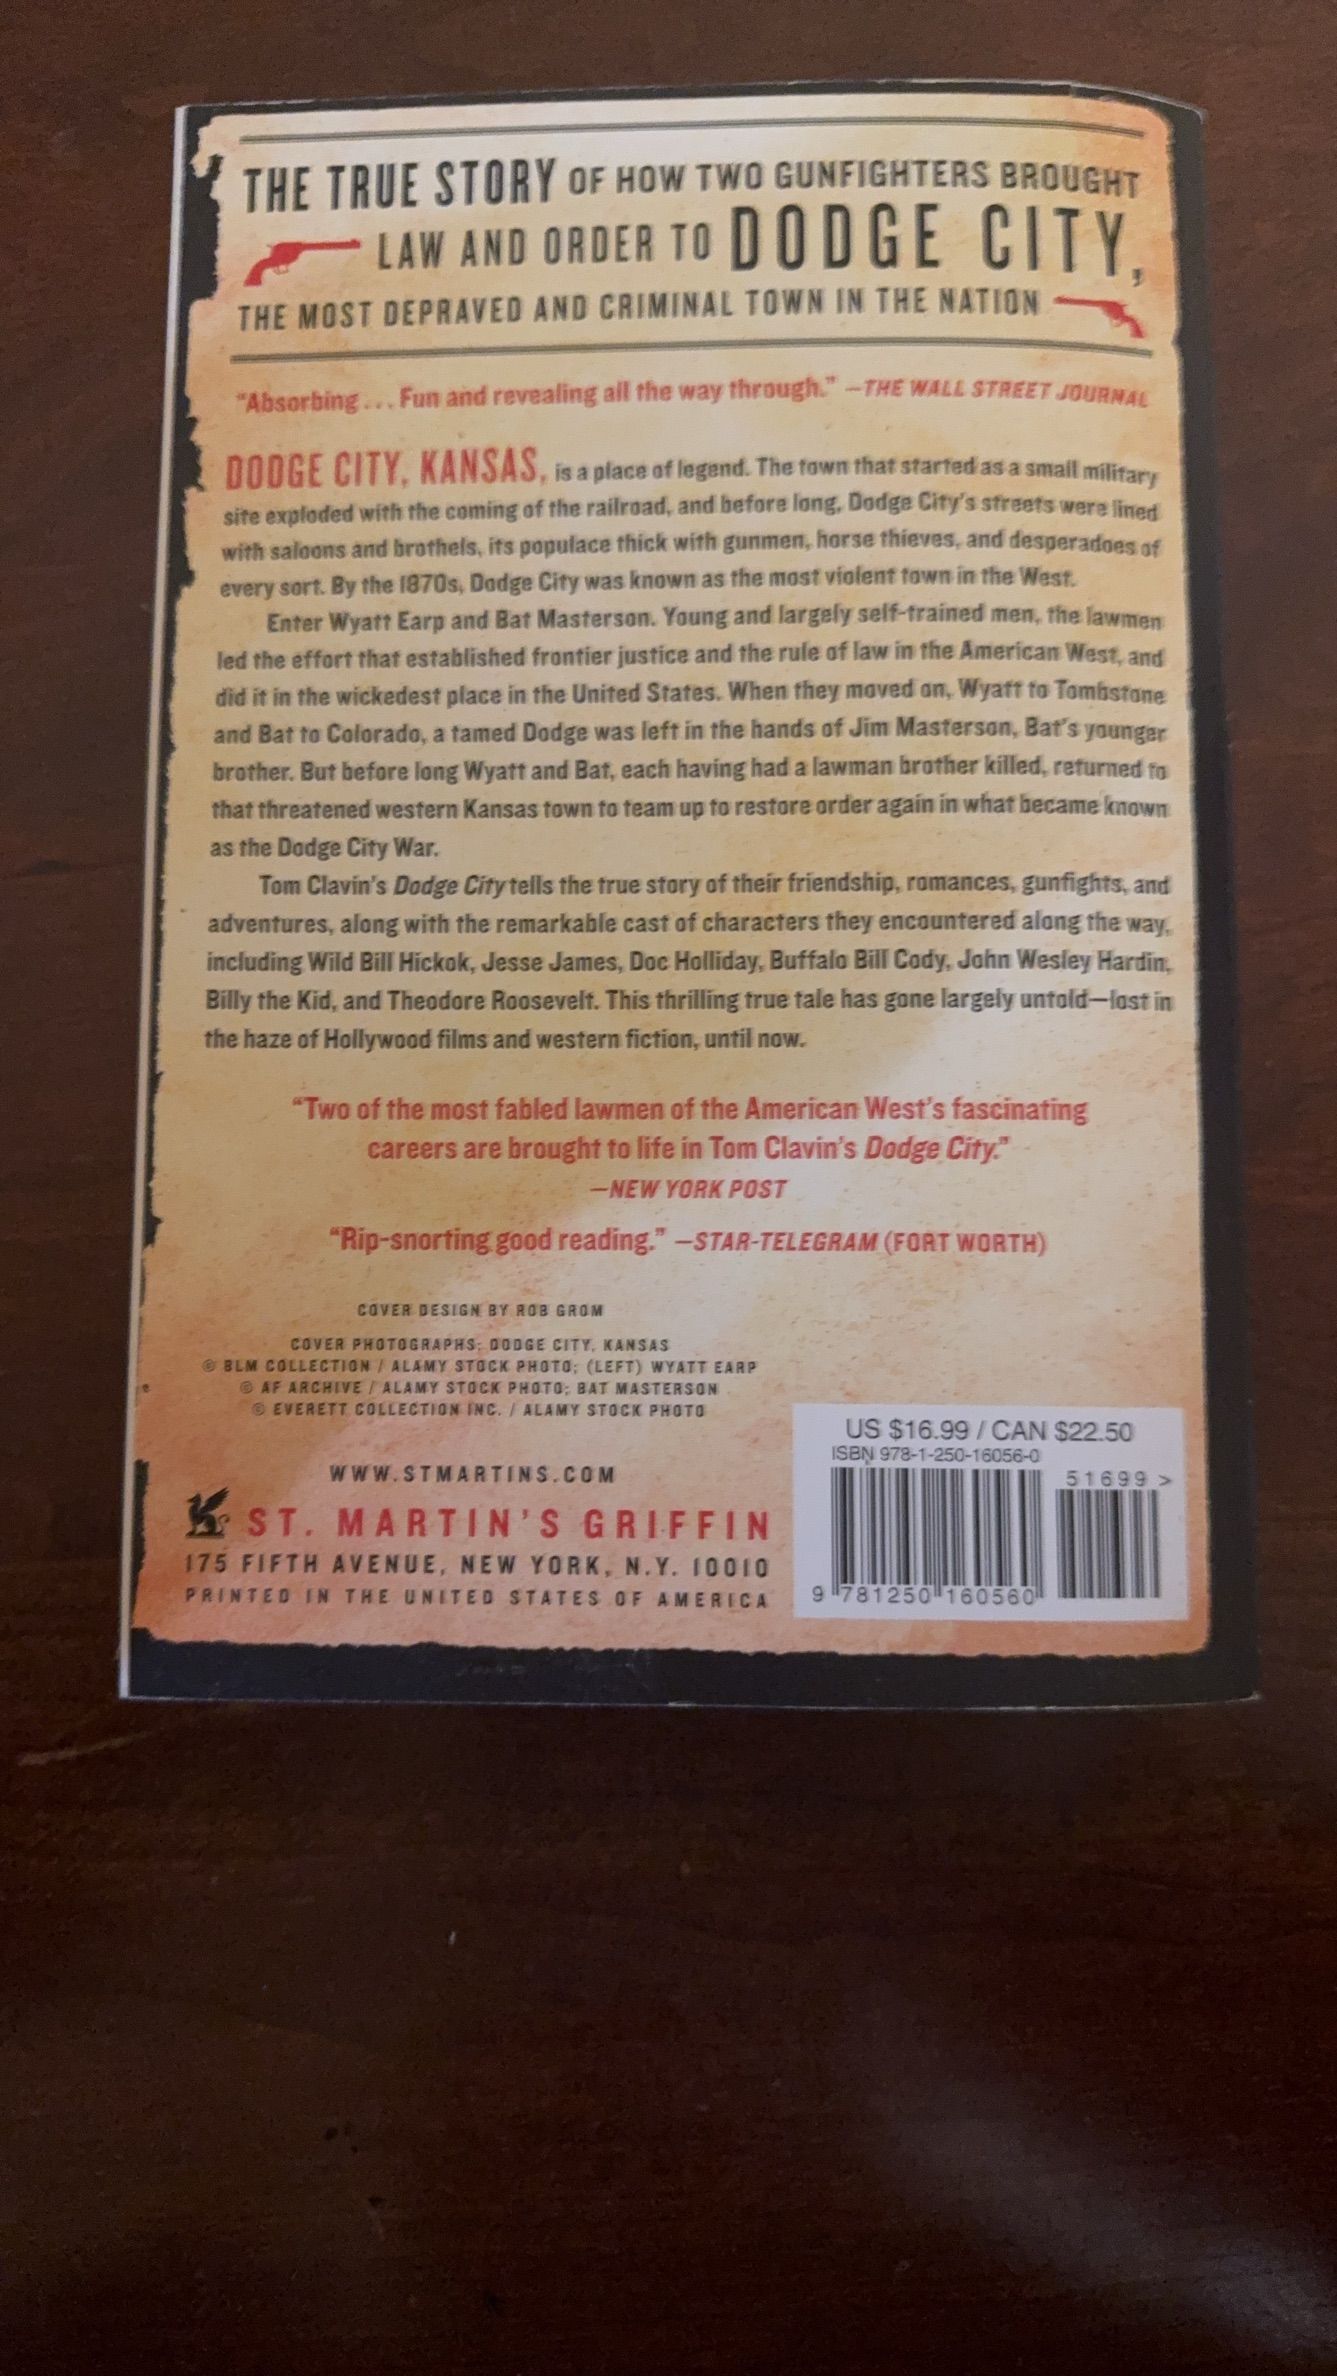 THE TRUE STORY OF HOW TWO GUNFIGHTERS BROUGHT
LAW AND ORDER TO DODGE CITY,
THE MOST DEPRAVED AND CRIMINAL TOWN IN THE NATION
"Absorbing... Fun and revealing all the way through." —THE WALL STREET JOURNAL
DODGE CITY, KANSAS, is a place of legend. The town that started as a small military
site exploded with the coming of the railroad, and before long, Dodge City's streets were lined
with saloons and brothels, its populace thick with gunmen, horse thieves, and desperadoes of
every sort. By the 1870s, Dodge City was known as the most violent town in the West.
Enter Wyatt Earp and Bat Masterson. Young and largely self-trained men, the lawmen
led the effort that established frontier justice and the rule of law in the American West, and
did it in the wickedest place in the United States. When they moved on, Wyatt to Tombstone
and Bat to Colorado, a tamed Dodge was left in the hands of Jim Masterson, Bat's younger
brother. But before long Wyatt and Bat, each having had a lawman brother killed, returned to
that threatened western Kansas town to team up to restore order again in what became known
as the Dodge City War.
Tom Clavin's Dodge City tells the true story of their friendship, romances, gunfights, and
adventures, along with the remarkable cast of characters they encountered along the way,
including Wild Bill Hickok, Jesse James, Doc Holliday, Buffalo Bill Cody, John Wesley Hardin,
Billy the Kid, and Theodore Roosevelt. This thrilling true tale has gone largely untold—lost in
the haze of Hollywood films and western fiction, until now.
"Two of the most fabled lawmen of the American West's fascinating
careers are brought to life in Tom Clavin's Dodge City."
—NEW YORK POST
"Rip-snorting good reading." —STAR-TELEGRAM (FORT WORTH)
COVER DESIGN BY ROB GROM
COVER PHOTOGRAPHS: DODGE CITY, KANSAS
© BLM COLLECTION / ALAMY STOCK PHOTO; (LEFT) WYATT EARP
© AF ARCHIVE / ALAMY STOCK PHOTO; BAT MASTERSON
© EVERETT COLLECTION INC. / ALAMY STOCK PHOTO
WWW.STMARTINS.COM
ST. MARTIN'S GRIFFIN
175 FIFTH AVENUE, NEW YORK, N.Y. 10010
PRINTED IN THE UNITED STATES OF AMERICA
US $16.99 / CAN $22.50
ISBN 978-1-250-16056-0
51699>
9 781250 160560